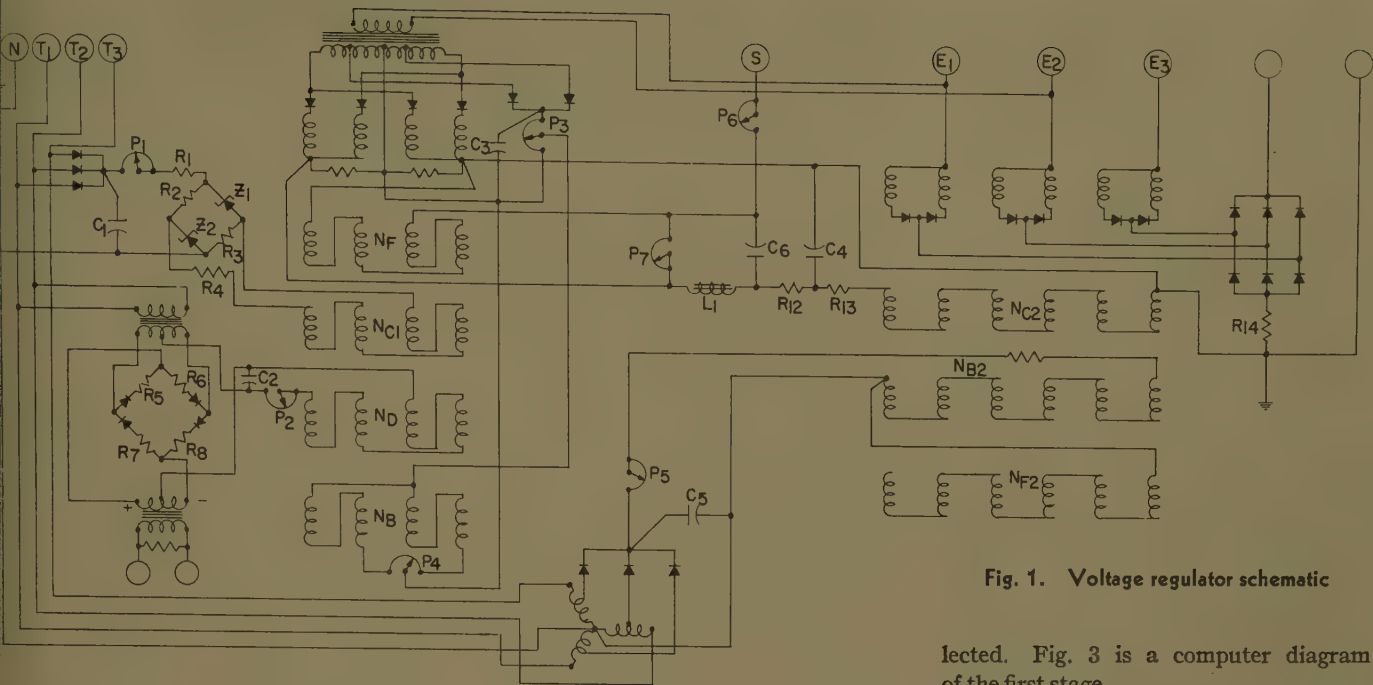 N T1 T2 T3 S E1 E2 E3
P1 R1 C3 P3 P6
R2 Z1
C1 Z2 R3
R4 NF P7 C6 C4
L1 R12 R13 NC2 R14
NC1
C2 NB2
R5 R6 P2 ND
R7 R8
+ -
P5 C5 NF2
NB
P4
Fig. 1. Voltage regulator schematic
lected. Fig. 3 is a computer diagram
of the first stage.